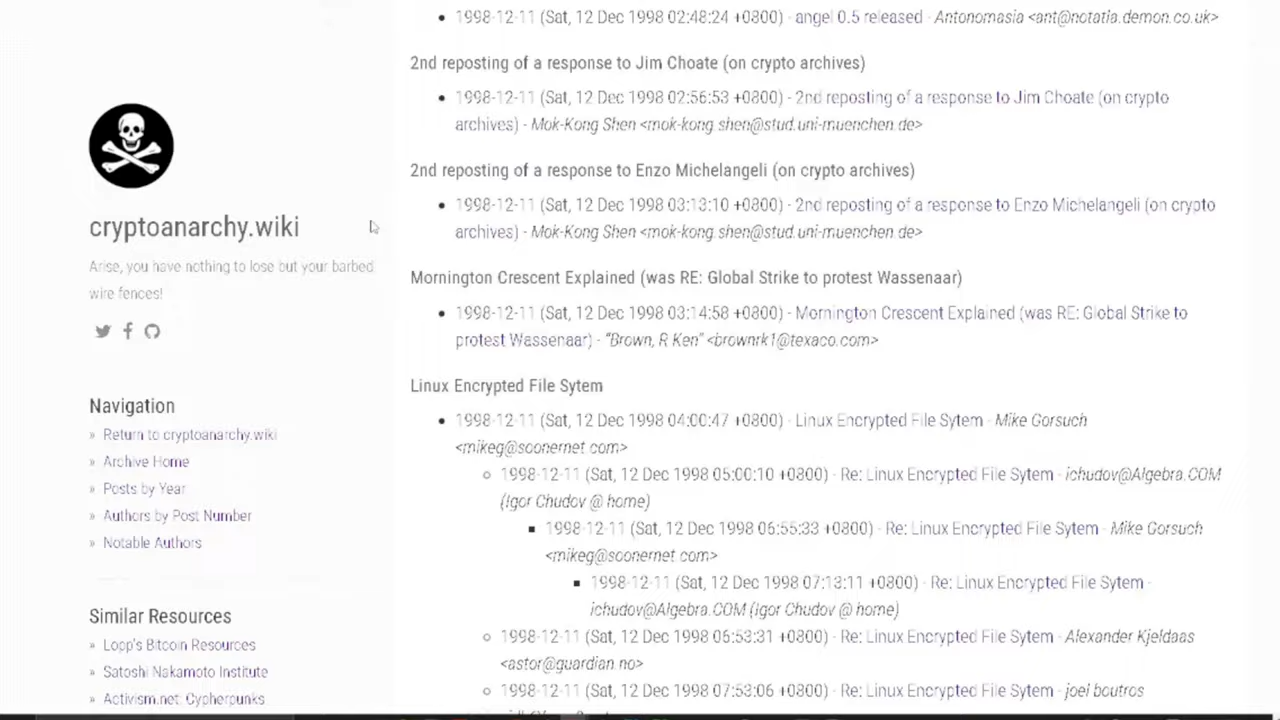 1998-12-11 (Sat, 12 Dec 1998 02:48:24 +0800) - angel 0.5 released - Antonomasia <ant@notatia.demon.co.uk>
2nd reposting of a response to Jim Choate (on crypto archives)
1998-12-11 (Sat, 12 Dec 1998 02:56:53 +0800) - 2nd reposting of a response to Jim Choate (on crypto
archives) - Mok-Kong Shen <mok-kong.shen@stud.uni-muenchen.de>
2nd reposting of a response to Enzo Michelangeli (on crypto archives)
1998-12-11 (Sat, 12 Dec 1998 03:13:10 +0800) - 2nd reposting of a response to Enzo Michelangeli (on crypto
archives) - Mok-Kong Shen <mok-kong.shen@stud.uni-muenchen.de>
Mornington Crescent Explained (was RE: Global Strike to protest Wassenaar)
1998-12-11 (Sat, 12 Dec 1998 03:14:58 +0800) - Mornington Crescent Explained (was RE: Global Strike to
protest Wassenaar) - "Brown, R Ken" <brownrk1@texaco.com>
Linux Encrypted File Sytem
1998-12-11 (Sat, 12 Dec 1998 04:00:47 +0800) - Linux Encrypted File Sytem - Mike Gorsuch
<mikeg@soonernet.com>
1998-12-11 (Sat, 12 Dec 1998 05:00:10 +0800) - Re: Linux Encrypted File Sytem - ichudov@Algebra.COM
(Igor Chudov @ home)
1998-12-11 (Sat, 12 Dec 1998 06:55:33 +0800) - Re: Linux Encrypted File Sytem - Mike Gorsuch
<mikeg@soonernet.com>
1998-12-11 (Sat, 12 Dec 1998 07:13:11 +0800) - Re: Linux Encrypted File Sytem -
ichudov@Algebra.COM (Igor Chudov @ home)
1998-12-11 (Sat, 12 Dec 1998 06:53:31 +0800) - Re: Linux Encrypted File Sytem - Alexander Kjeldaas
<astor@guardian.no>
1998-12-11 (Sat, 12 Dec 1998 07:53:06 +0800) - Re: Linux Encrypted File Sytem - joel boutros
cryptoanarchy.wiki
Arise, you have nothing to lose but your barbed
wire fences!
Navigation
» Return to cryptoanarchy.wiki
» Archive Home
» Posts by Year
» Authors by Post Number
» Notable Authors
Similar Resources
» Lopp's Bitcoin Resources
» Satoshi Nakamoto Institute
» Activism.net: Cypherpunks